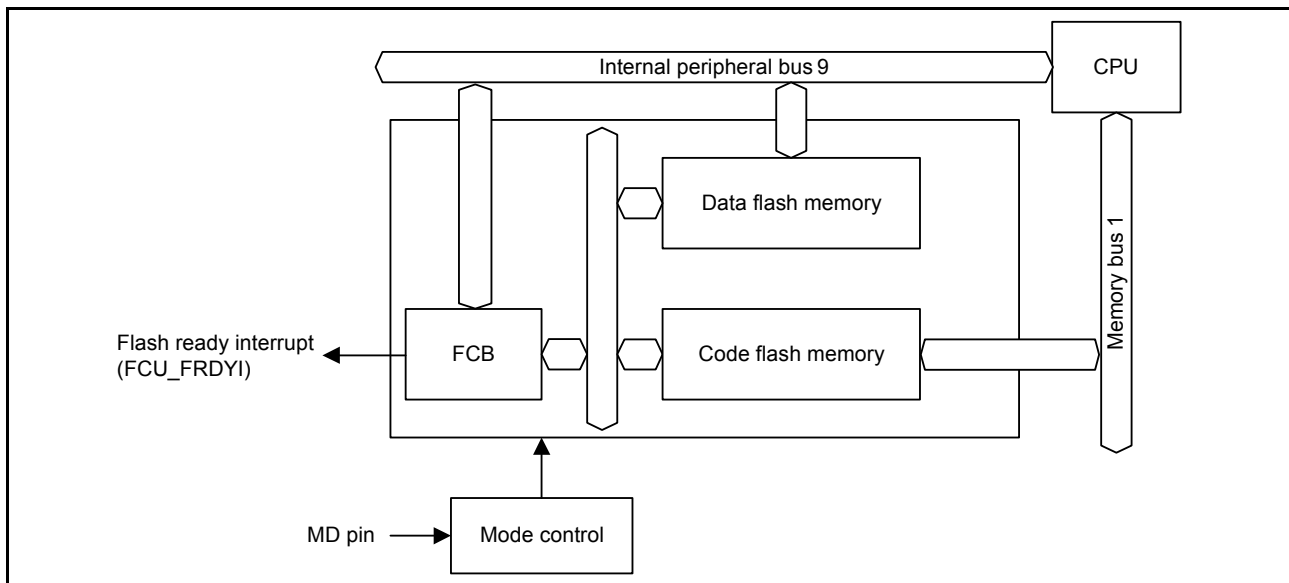 Internal peripheral bus 9
CPU
Data flash memory
Memory bus 1
Flash ready interrupt
(FCU_FRDYI)
FCB
Code flash memory
MD pin
Mode control